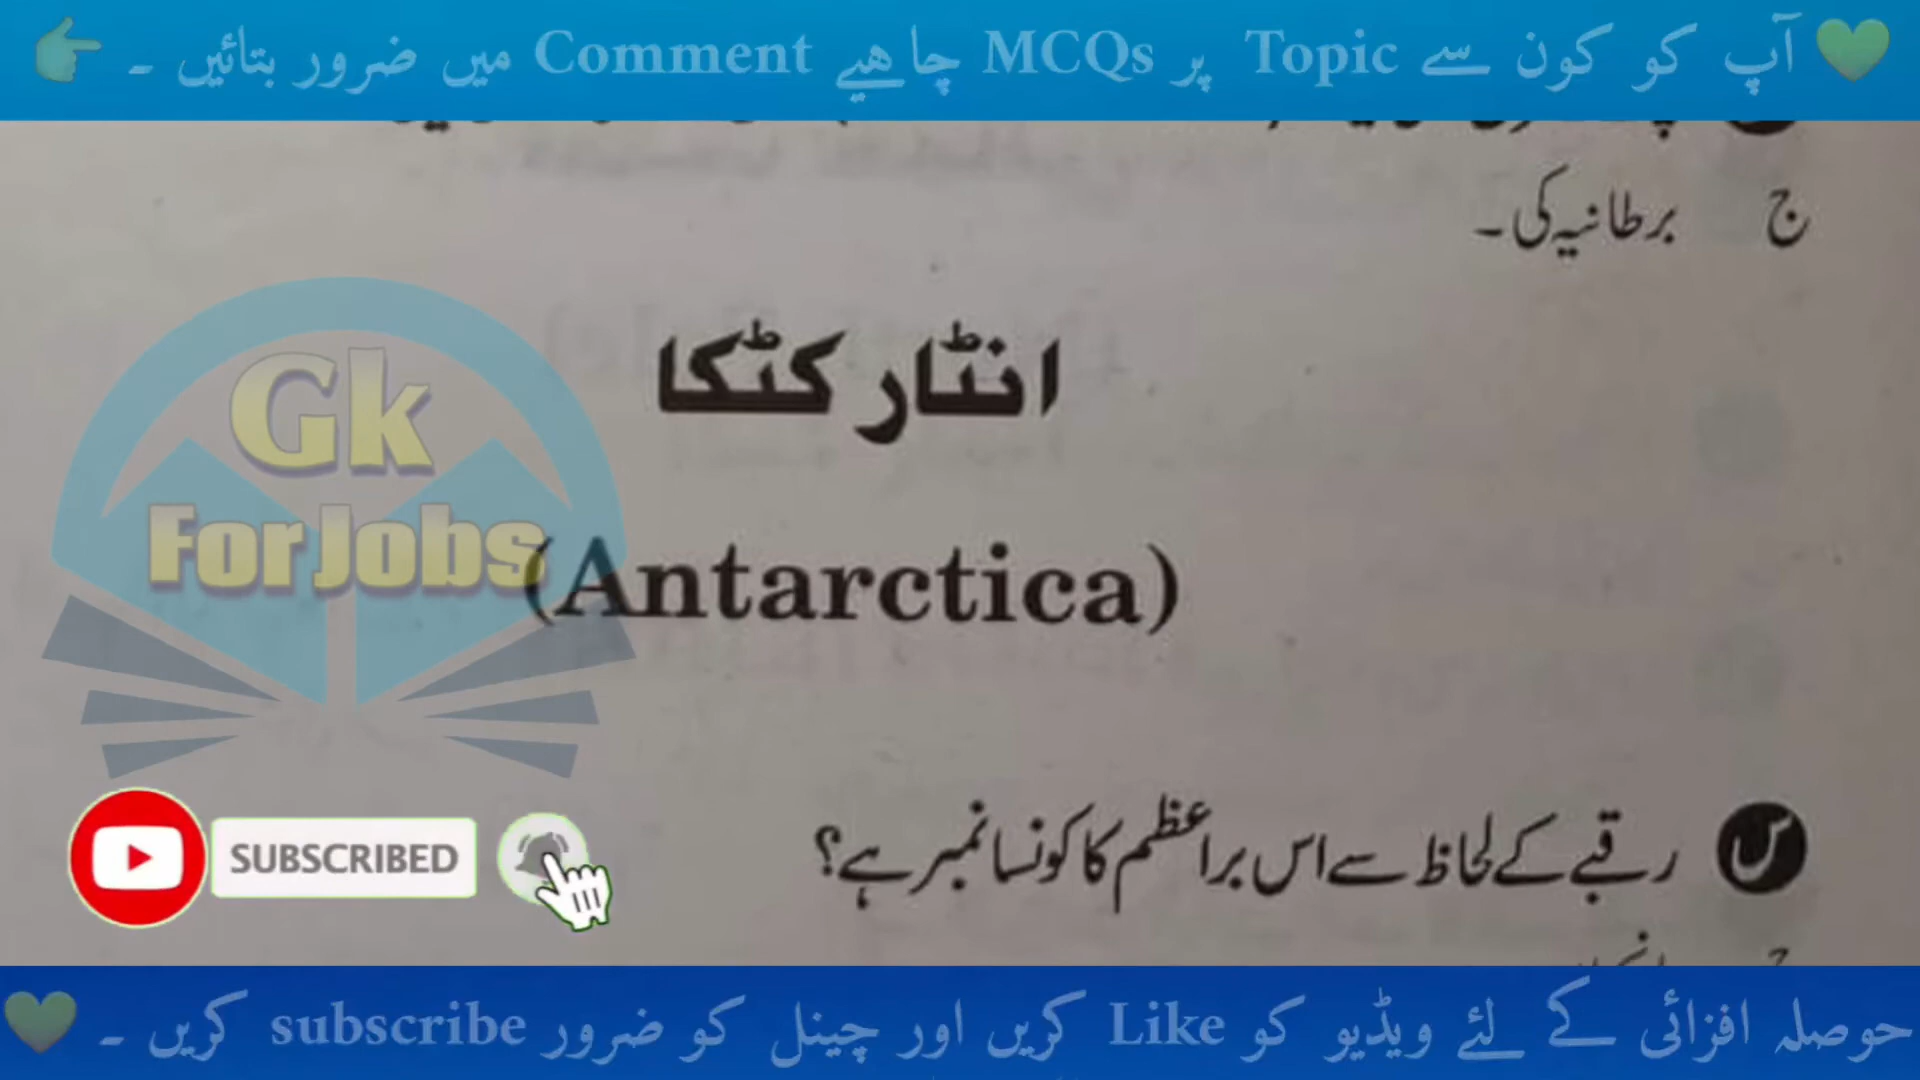 آپ کو کون سے Topic پر MCQs چاہیے Comment میں ضرور بتائیں ۔
ج برطانیہ کی۔
انٹارکٹکا
Gk
ForJobs
(Antarctica)
س رقبے کے لحاظ سے اس براعظم کا کونسا نمبر ہے؟
SUBSCRIBED
حوصلہ افزائی کے لئے ویڈیو کو Like کریں اور چینل کو ضرور subscribe کریں ۔